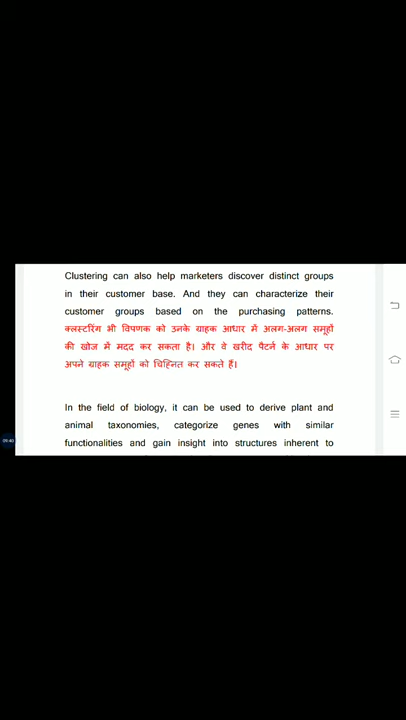 Clustering can also help marketers discover distinct groups
in their customer base. And they can characterize their
customer groups based on the purchasing patterns.
क्लस्टरिंग भी विपणक को उनके ग्राहक आधार में अलग-अलग समूहों
की खोज में मदद कर सकता है। और वे खरीद पैटर्न के आधार पर
अपने ग्राहक समूहों को चिह्नित कर सकते हैं।
In the field of biology, it can be used to derive plant and
animal taxonomies, categorize genes with similar
functionalities and gain insight into structures inherent to
09:40